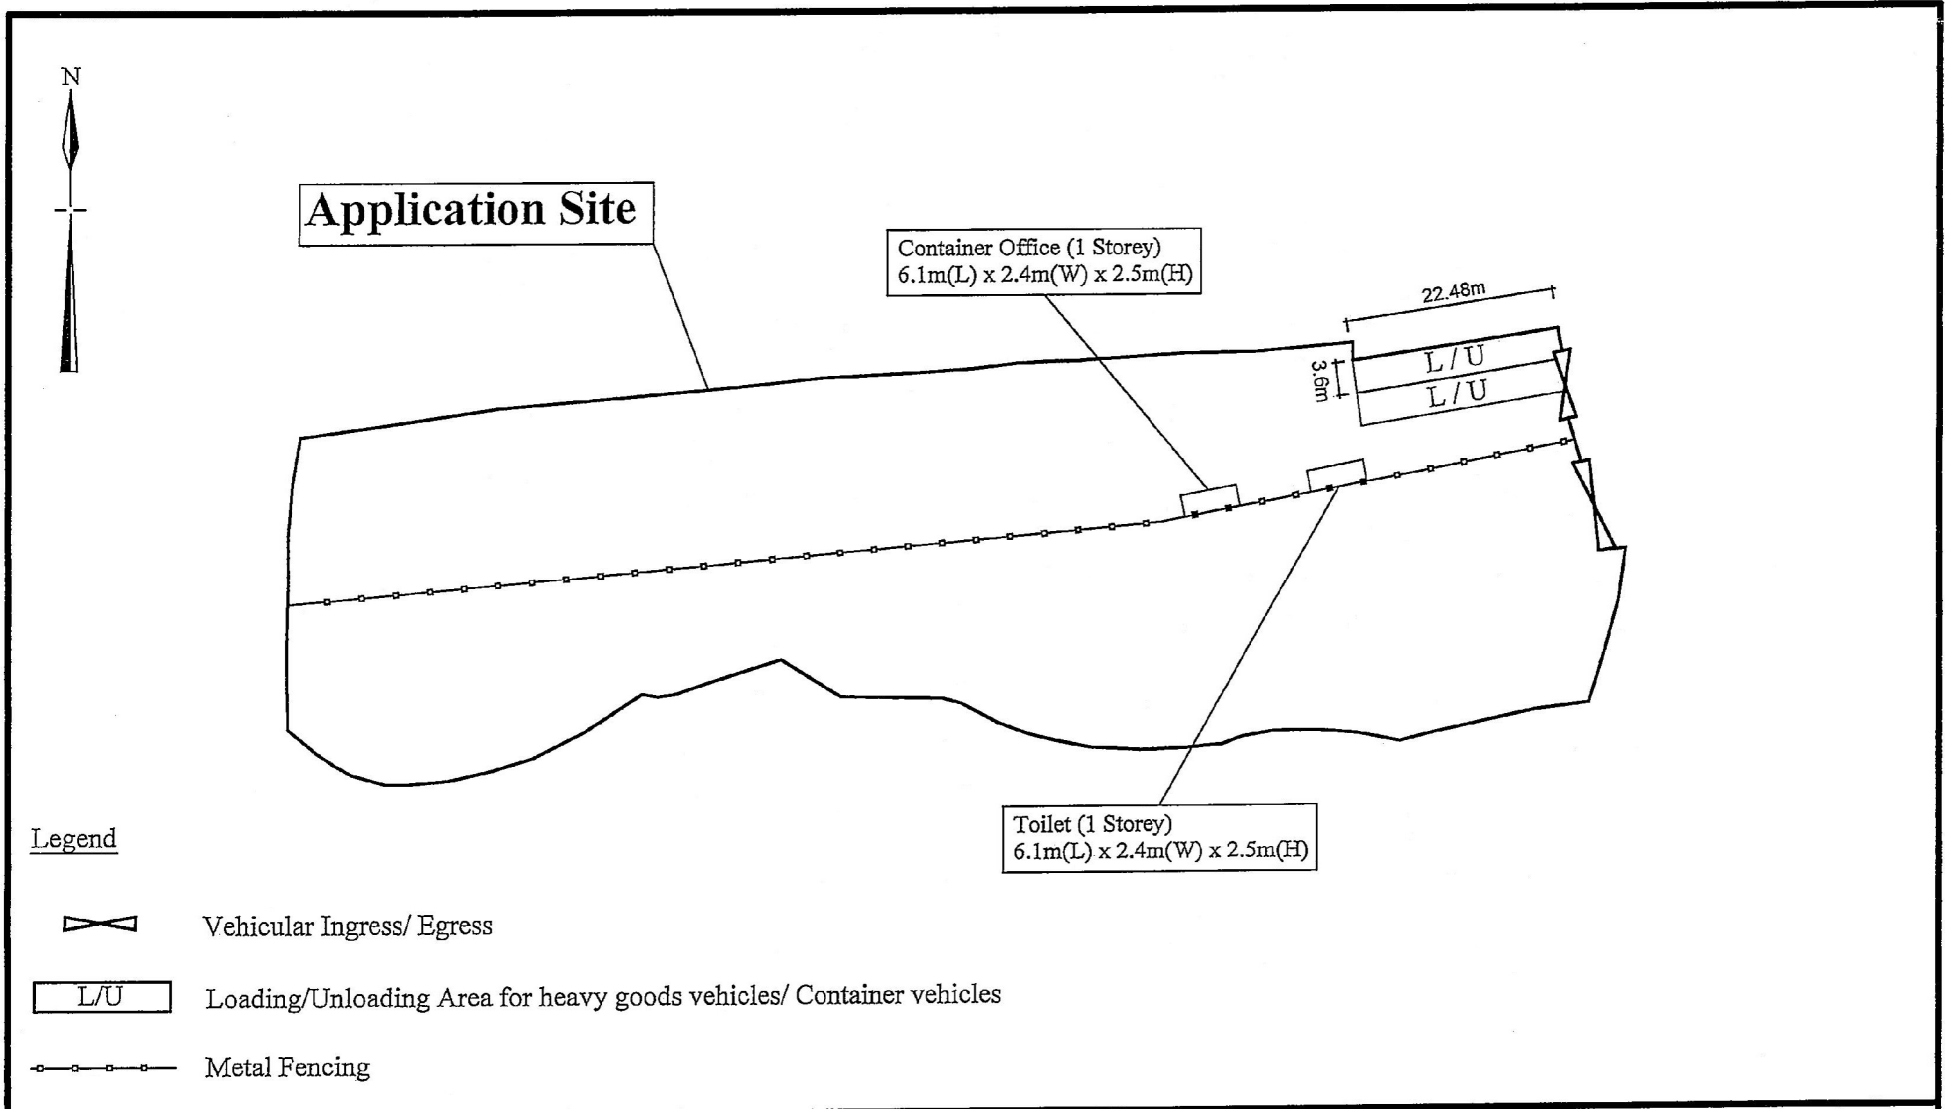 N
Application Site
Container Office (1 Storey)
6.1m(L) x 2.4m(W) x 2.5m(H)
22.48m
3.6m
L / U
L / U
Toilet (1 Storey)
6.1m(L) x 2.4m(W) x 2.5m(H)
Legend
Vehicular Ingress/ Egress
L/U
Loading/Unloading Area for heavy goods vehicles/ Container vehicles
Metal Fencing